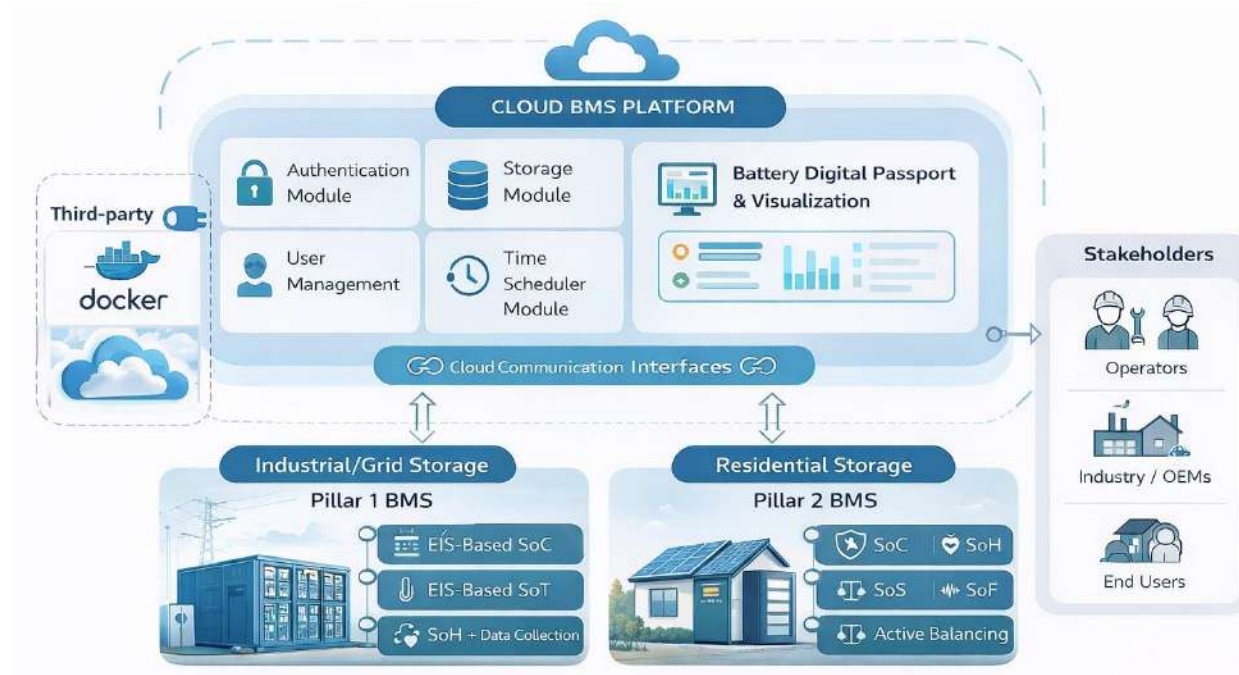 CLOUD BMS PLATFORM
Authentication
Module
Storage
Module
Battery Digital Passport
& Visualization
User
Management
Time
Scheduler
Module
Third-party
docker
Cloud Communication Interfaces
Stakeholders
Operators
Industry / OEMs
End Users
Industrial/Grid Storage
Pillar 1 BMS
EIS-Based SoC
EIS-Based SoT
SoH + Data Collection
Residential Storage
Pillar 2 BMS
SoC | SoH
SoS | SoF
Active Balancing